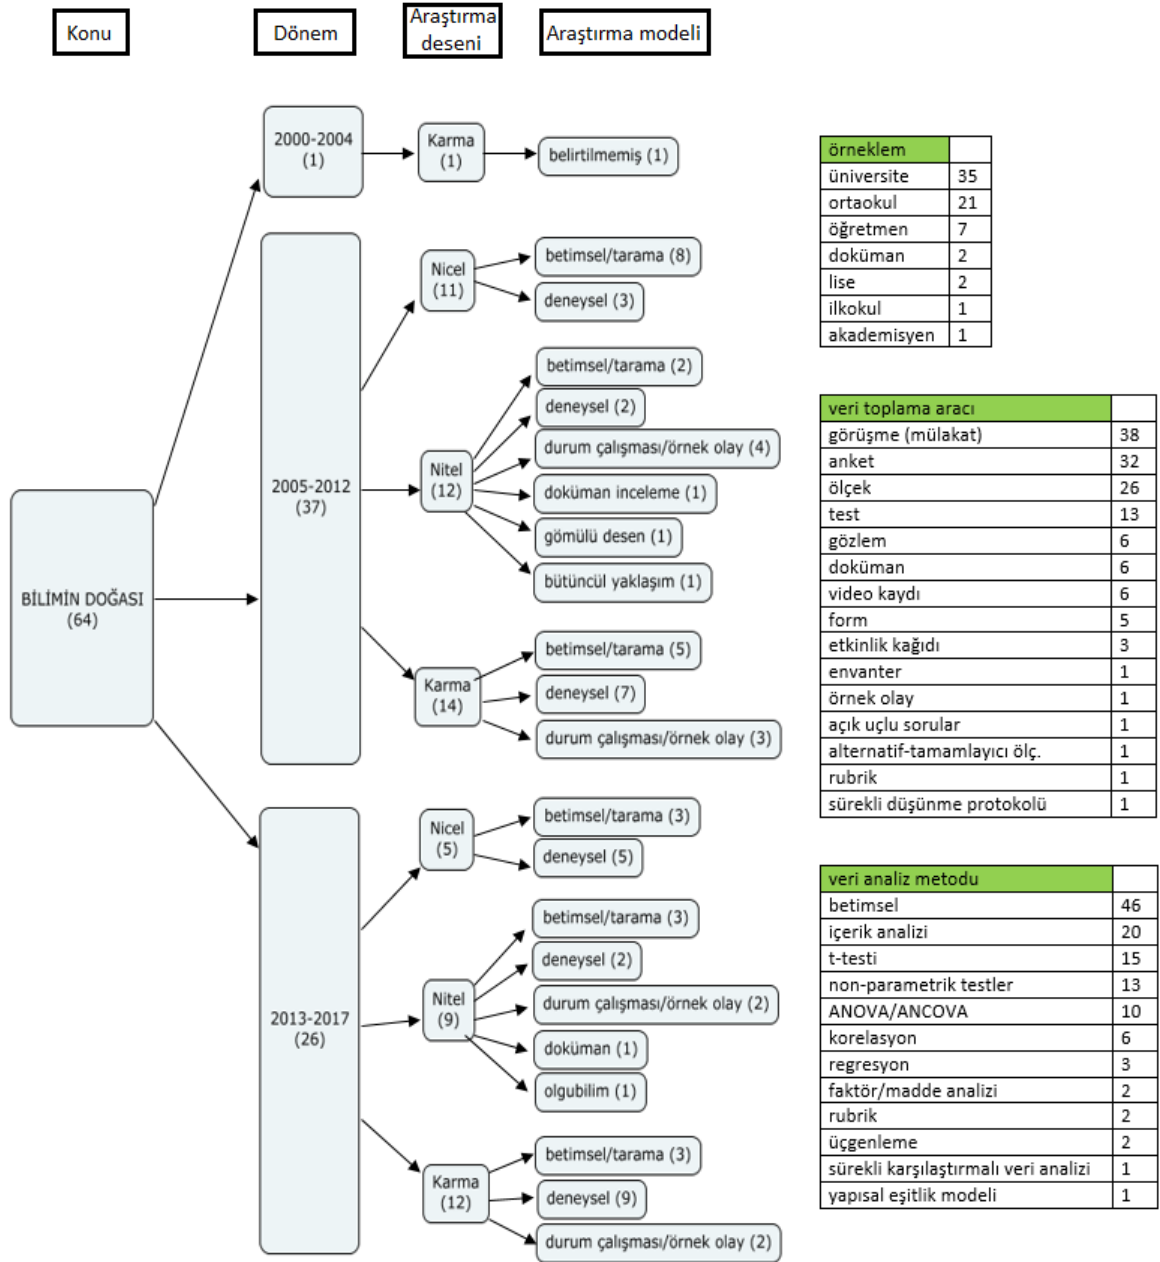 Konu
Dönem
Araştırma
deseni
Araştırma modeli
BİLİMİN DOĞASI
(64)
2000-2004
(1)
Karma
(1)
belirtilmemiş (1)
2005-2012
(37)
Nicel
(11)
betimsel/tarama (8)
deneysel (3)
Nitel
(12)
betimsel/tarama (2)
deneysel (2)
durum çalışması/örnek olay (4)
doküman inceleme (1)
gömülü desen (1)
bütüncül yaklaşım (1)
Karma
(14)
betimsel/tarama (5)
deneysel (7)
durum çalışması/örnek olay (3)
2013-2017
(26)
Nicel
(5)
betimsel/tarama (3)
deneysel (5)
Nitel
(9)
betimsel/tarama (3)
deneysel (2)
durum çalışması/örnek olay (2)
doküman (1)
olgubilim (1)
Karma
(12)
betimsel/tarama (3)
deneysel (9)
durum çalışması/örnek olay (2)
örneklem
üniversite 35
ortaokul 21
öğretmen 7
doküman 2
lise 2
ilkokul 1
akademisyen 1
veri toplama aracı
görüşme (mülakat) 38
anket 32
ölçek 26
test 13
gözlem 6
doküman 6
video kaydı 6
form 5
etkinlik kağıdı 3
envanter 1
örnek olay 1
açık uçlu sorular 1
alternatif-tamamlayıcı ölç. 1
rubrik 1
sürekli düşünme protokolü 1
veri analiz metodu
betimsel 46
içerik analizi 20
t-testi 15
non-parametrik testler 13
ANOVA/ANCOVA 10
korelasyon 6
regresyon 3
faktör/madde analizi 2
rubrik 2
üçgenleme 2
sürekli karşılaştırmalı veri analizi 1
yapısal eşitlik modeli 1